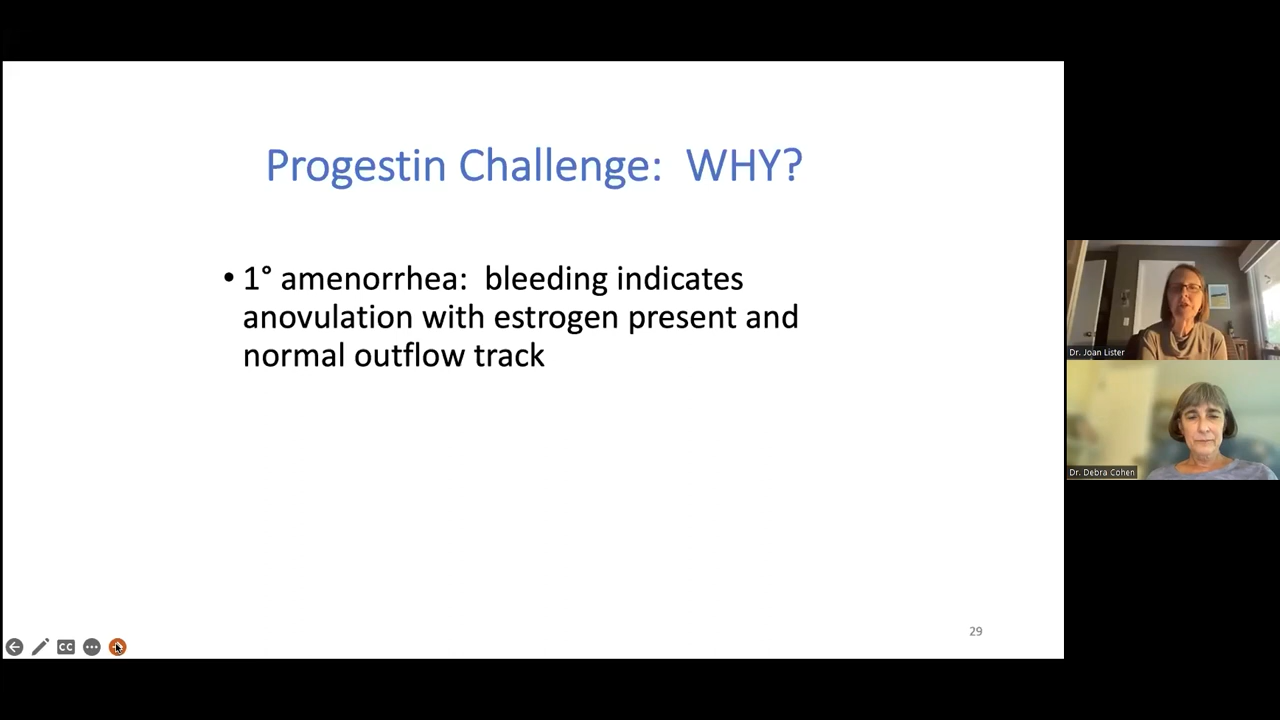 Progestin Challenge:  WHY?
• 1° amenorrhea:  bleeding indicates
anovulation with estrogen present and
normal outflow track
Dr. Joan Lister
Dr. Debra Cohen
29
CC